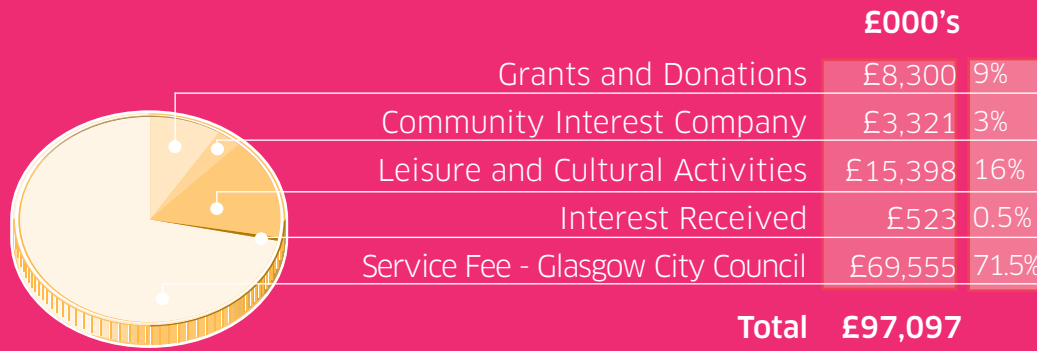 £000's
Grants and Donations £8,300 9%
Community Interest Company £3,321 3%
Leisure and Cultural Activities £15,398 16%
Interest Received £523 0.5%
Service Fee - Glasgow City Council £69,555 71.5%
Total £97,097